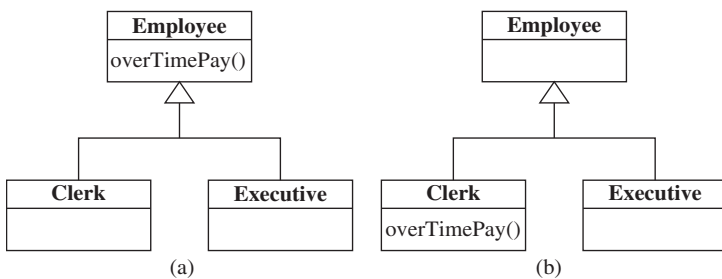 Employee
overTimePay()
Clerk
Executive
(a)
Employee
Clerk
overTimePay()
Executive
(b)